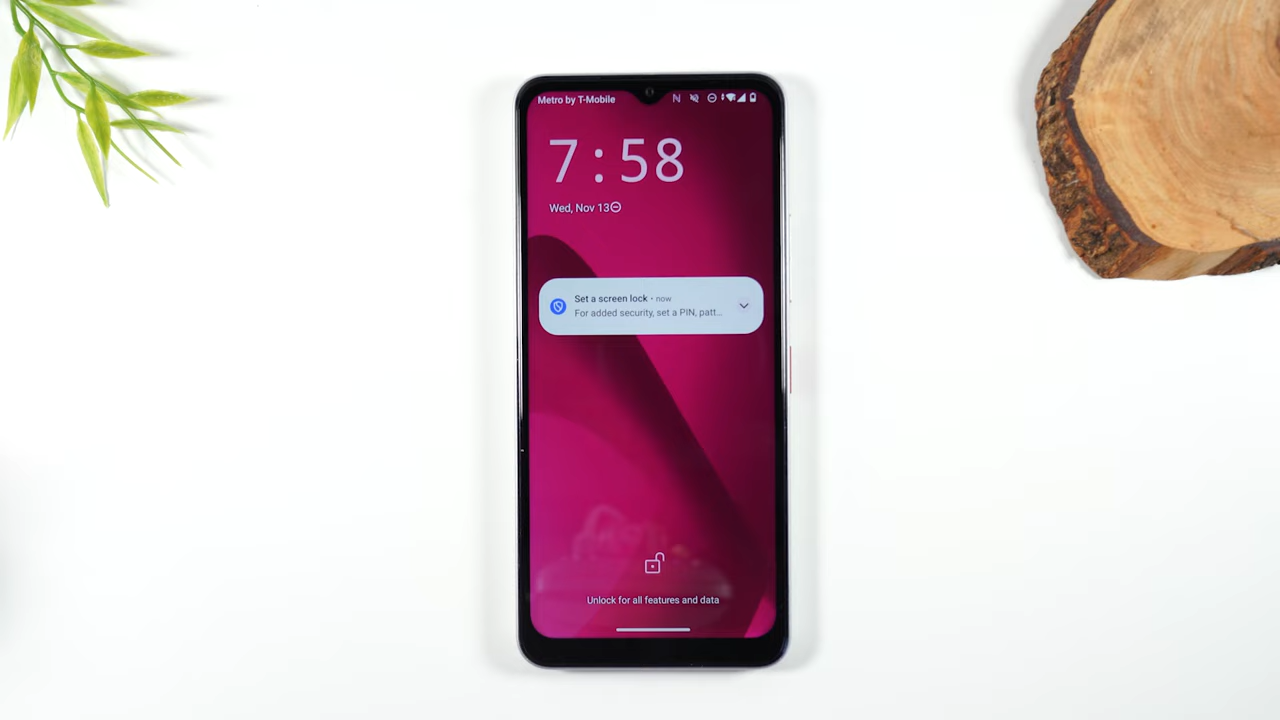 Metro by T-Mobile
7:58
Wed, Nov 13
Set a screen lock • now
For added security, set a PIN, patt...
Unlock for all features and data